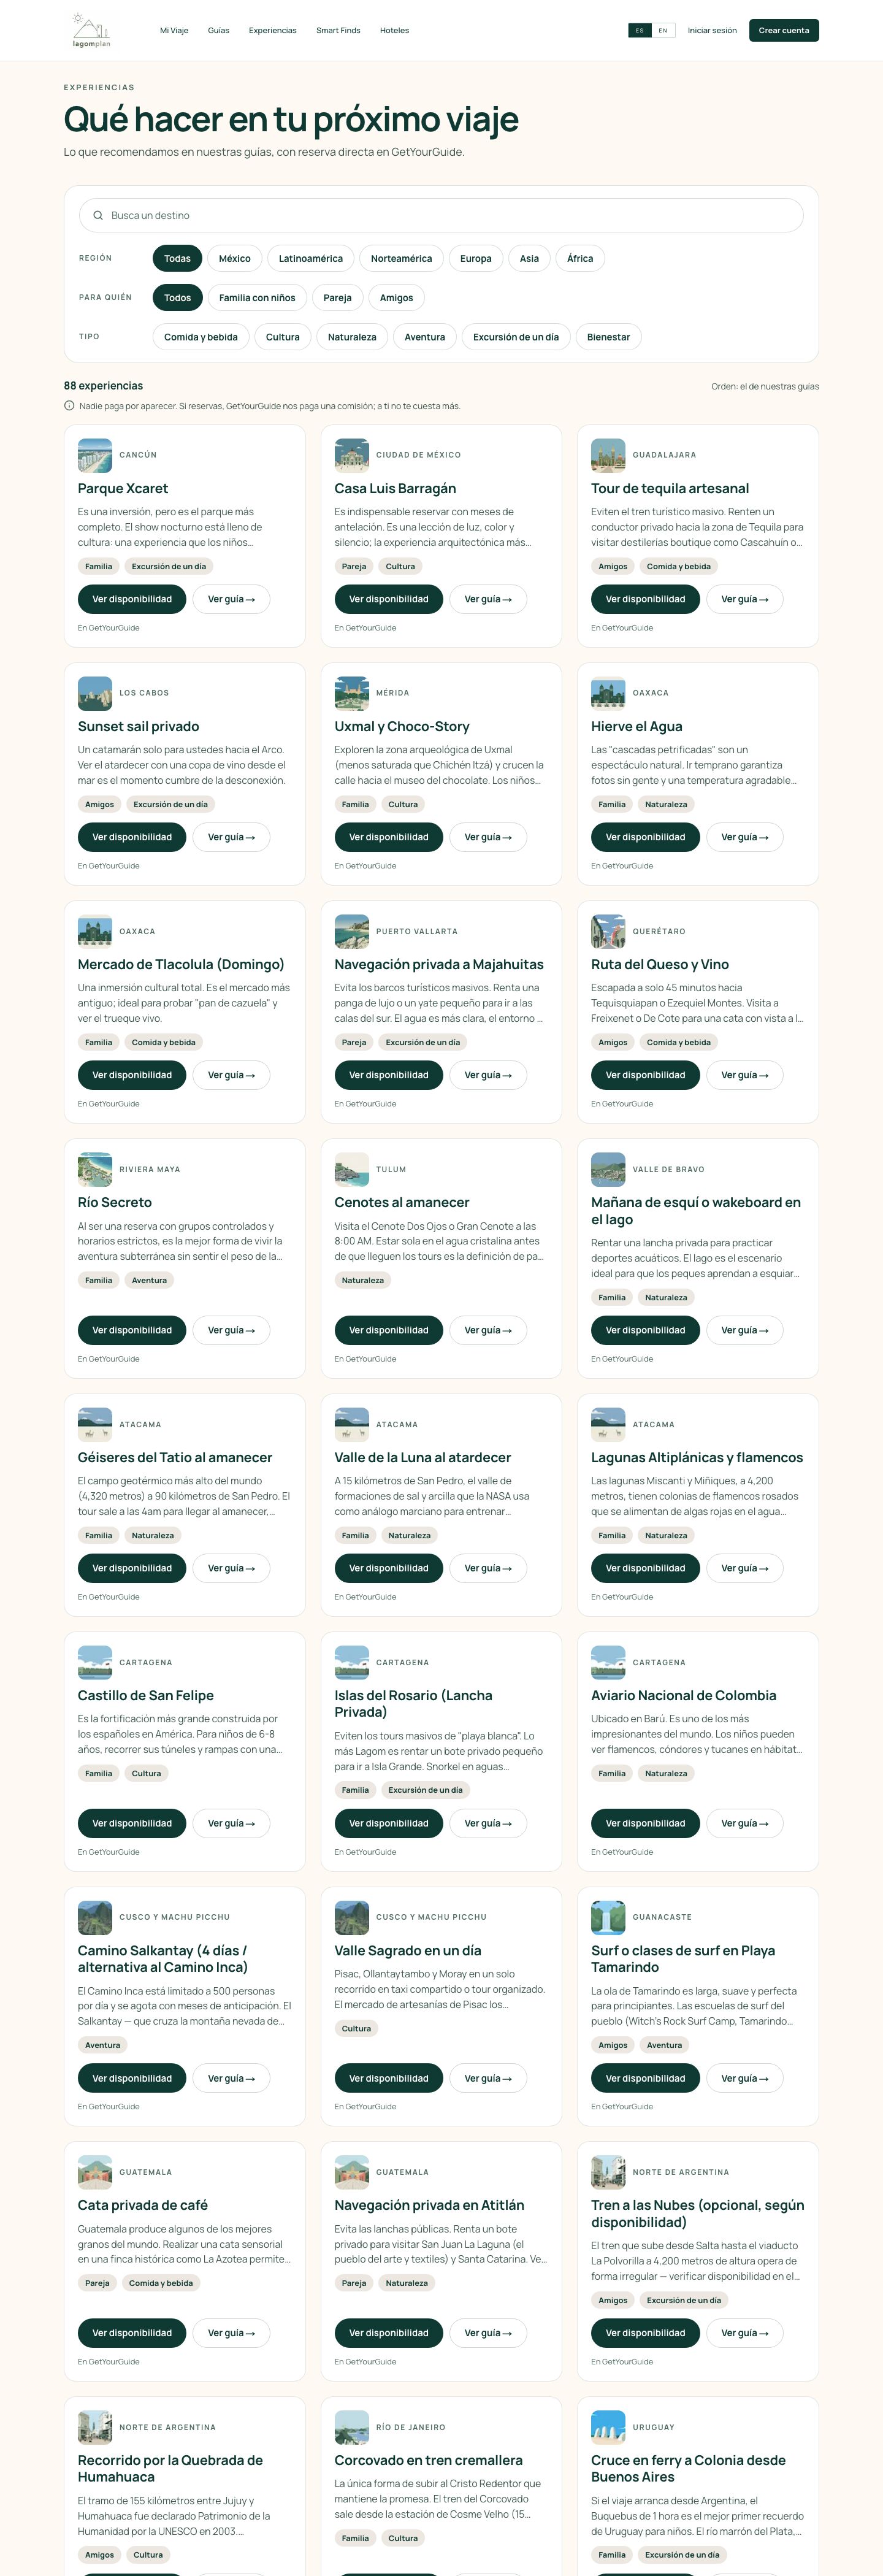 lagomplan
Mi Viaje
Guías
Experiencias
Smart Finds
Hoteles
ES
EN
Iniciar sesión
Crear cuenta
EXPERIENCIAS
Qué hacer en tu próximo viaje
Lo que recomendamos en nuestras guías, con reserva directa en GetYourGuide.
Busca un destino
REGIÓN
Todas
México
Latinoamérica
Norteamérica
Europa
Asia
África
PARA QUIÉN
Todos
Familia con niños
Pareja
Amigos
TIPO
Comida y bebida
Cultura
Naturaleza
Aventura
Excursión de un día
Bienestar
88 experiencias
Orden: el de nuestras guías
Nadie paga por aparecer. Si reservas, GetYourGuide nos paga una comisión; a ti no te cuesta más.
CANCÚN
Parque Xcaret
Es una inversión, pero es el parque más
completo. El show nocturno está lleno de
cultura: una experiencia que los niños...
Familia
Excursión de un día
Ver disponibilidad
Ver guía →
En GetYourGuide
CIUDAD DE MÉXICO
Casa Luis Barragán
Es indispensable reservar con meses de
antelación. Es una lección de luz, color y
silencio; la experiencia arquitectónica más...
Pareja
Cultura
Ver disponibilidad
Ver guía →
En GetYourGuide
GUADALAJARA
Tour de tequila artesanal
Eviten el tren turístico masivo. Renten un
conductor privado hacia la zona de Tequila para
visitar destilerías boutique como Cascahuín o...
Amigos
Comida y bebida
Ver disponibilidad
Ver guía →
En GetYourGuide
LOS CABOS
Sunset sail privado
Un catamarán solo para ustedes hacia el Arco.
Ver el atardecer con una copa de vino desde el
mar es el momento cumbre de la desconexión.
Amigos
Excursión de un día
Ver disponibilidad
Ver guía →
En GetYourGuide
MÉRIDA
Uxmal y Choco-Story
Exploren la zona arqueológica de Uxmal
(menos saturada que Chichén Itzá) y crucen la
calle hacia el museo del chocolate. Los niños...
Familia
Cultura
Ver disponibilidad
Ver guía →
En GetYourGuide
OAXACA
Hierve el Agua
Las "cascadas petrificadas" son un
espectáculo natural. Ir temprano garantiza
fotos sin gente y una temperatura agradable...
Familia
Naturaleza
Ver disponibilidad
Ver guía →
En GetYourGuide
OAXACA
Mercado de Tlacolula (Domingo)
Una inmersión cultural total. Es el mercado más
antiguo; ideal para probar "pan de cazuela" y
ver el trueque vivo.
Familia
Comida y bebida
Ver disponibilidad
Ver guía →
En GetYourGuide
PUERTO VALLARTA
Navegación privada a Majahuitas
Evita los barcos turísticos masivos. Renta una
panga de lujo o un yate pequeño para ir a las
calas del sur. El agua es más clara, el entorno ...
Pareja
Excursión de un día
Ver disponibilidad
Ver guía →
En GetYourGuide
QUERÉTARO
Ruta del Queso y Vino
Escapada a solo 45 minutos hacia
Tequisquiapan o Ezequiel Montes. Visita a
Freixenet o De Cote para una cata con vista a l...
Amigos
Comida y bebida
Ver disponibilidad
Ver guía →
En GetYourGuide
RIVIERA MAYA
Río Secreto
Al ser una reserva con grupos controlados y
horarios estrictos, es la mejor forma de vivir la
aventura subterránea sin sentir el peso de la...
Familia
Aventura
Ver disponibilidad
Ver guía →
En GetYourGuide
TULUM
Cenotes al amanecer
Visita el Cenote Dos Ojos o Gran Cenote a las
8:00 AM. Estar sola en el agua cristalina antes
de que lleguen los tours es la definición de pa...
Naturaleza
Ver disponibilidad
Ver guía →
En GetYourGuide
VALLE DE BRAVO
Mañana de esquí o wakeboard en
el lago
Rentar una lancha privada para practicar
deportes acuáticos. El lago es el escenario
ideal para que los peques aprendan a esquiar...
Familia
Naturaleza
Ver disponibilidad
Ver guía →
En GetYourGuide
ATACAMA
Géiseres del Tatio al amanecer
El campo geotérmico más alto del mundo
(4,320 metros) a 90 kilómetros de San Pedro. El
tour sale a las 4am para llegar al amanecer,...
Familia
Naturaleza
Ver disponibilidad
Ver guía →
En GetYourGuide
ATACAMA
Valle de la Luna al atardecer
A 15 kilómetros de San Pedro, el valle de
formaciones de sal y arcilla que la NASA usa
como análogo marciano para entrenar...
Familia
Naturaleza
Ver disponibilidad
Ver guía →
En GetYourGuide
ATACAMA
Lagunas Altiplánicas y flamencos
Las lagunas Miscanti y Miñiques, a 4,200
metros, tienen colonias de flamencos rosados
que se alimentan de algas rojas en el agua...
Familia
Naturaleza
Ver disponibilidad
Ver guía →
En GetYourGuide
CARTAGENA
Castillo de San Felipe
Es la fortificación más grande construida por
los españoles en América. Para niños de 6-8
años, recorrer sus túneles y rampas con una...
Familia
Cultura
Ver disponibilidad
Ver guía →
En GetYourGuide
CARTAGENA
Islas del Rosario (Lancha
Privada)
Eviten los tours masivos de "playa blanca". Lo
más Lagom es rentar un bote privado pequeño
para ir a Isla Grande. Snorkel en aguas...
Familia
Excursión de un día
Ver disponibilidad
Ver guía →
En GetYourGuide
CARTAGENA
Aviario Nacional de Colombia
Ubicado en Barú. Es uno de los más
impresionantes del mundo. Los niños pueden
ver flamencos, cóndores y tucanes en hábitat...
Familia
Naturaleza
Ver disponibilidad
Ver guía →
En GetYourGuide
CUSCO Y MACHU PICCHU
Camino Salkantay (4 días /
alternativa al Camino Inca)
El Camino Inca está limitado a 500 personas
por día y se agota con meses de anticipación. El
Salkantay — que cruza la montaña nevada de...
Aventura
Ver disponibilidad
Ver guía →
En GetYourGuide
CUSCO Y MACHU PICCHU
Valle Sagrado en un día
Pisac, Ollantaytambo y Moray en un solo
recorrido en taxi compartido o tour organizado.
El mercado de artesanías de Pisac los...
Cultura
Ver disponibilidad
Ver guía →
En GetYourGuide
GUANACASTE
Surf o clases de surf en Playa
Tamarindo
La ola de Tamarindo es larga, suave y perfecta
para principiantes. Las escuelas de surf del
pueblo (Witch's Rock Surf Camp, Tamarindo...
Amigos
Aventura
Ver disponibilidad
Ver guía →
En GetYourGuide
GUATEMALA
Cata privada de café
Guatemala produce algunos de los mejores
granos del mundo. Realizar una cata sensorial
en una finca histórica como La Azotea permite...
Pareja
Comida y bebida
Ver disponibilidad
Ver guía →
En GetYourGuide
GUATEMALA
Navegación privada en Atitlán
Evita las lanchas públicas. Renta un bote
privado para visitar San Juan La Laguna (el
pueblo del arte y textiles) y Santa Catarina. Ve...
Pareja
Naturaleza
Ver disponibilidad
Ver guía →
En GetYourGuide
NORTE DE ARGENTINA
Tren a las Nubes (opcional, según
disponibilidad)
El tren que sube desde Salta hasta el viaducto
La Polvorilla a 4,200 metros de altura opera de
forma irregular — verificar disponibilidad en el...
Amigos
Excursión de un día
Ver disponibilidad
Ver guía →
En GetYourGuide
NORTE DE ARGENTINA
Recorrido por la Quebrada de
Humahuaca
El tramo de 155 kilómetros entre Jujuy y
Humahuaca fue declarado Patrimonio de la
Humanidad por la UNESCO en 2003....
Amigos
Cultura
RÍO DE JANEIRO
Corcovado en tren cremallera
La única forma de subir al Cristo Redentor que
mantiene la promesa. El tren del Corcovado
sale desde la estación de Cosme Velho (15...
Familia
Cultura
URUGUAY
Cruce en ferry a Colonia desde
Buenos Aires
Si el viaje arranca desde Argentina, el
Buquebus de 1 hora es el mejor primer recuerdo
de Uruguay para niños. El río marrón del Plata,...
Familia
Excursión de un día